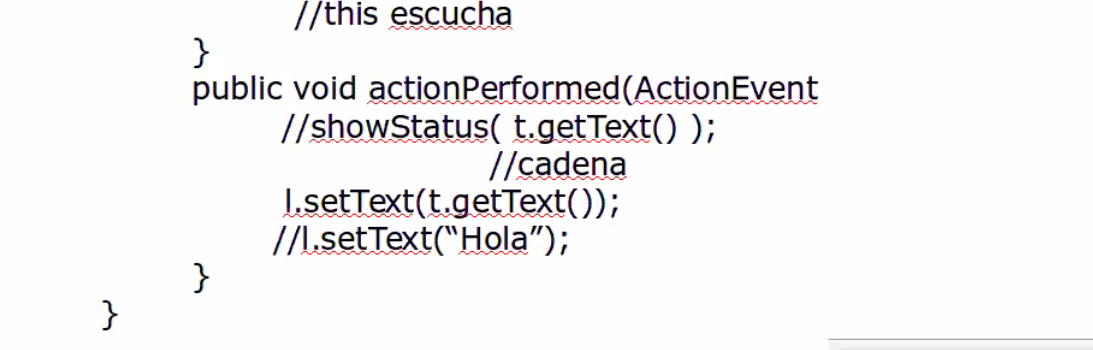 //this escucha
}
public void actionPerformed(ActionEvent
//showStatus( t.getText() );
//cadena
l.setText(t.getText());
//l.setText(“Hola”);
}
}